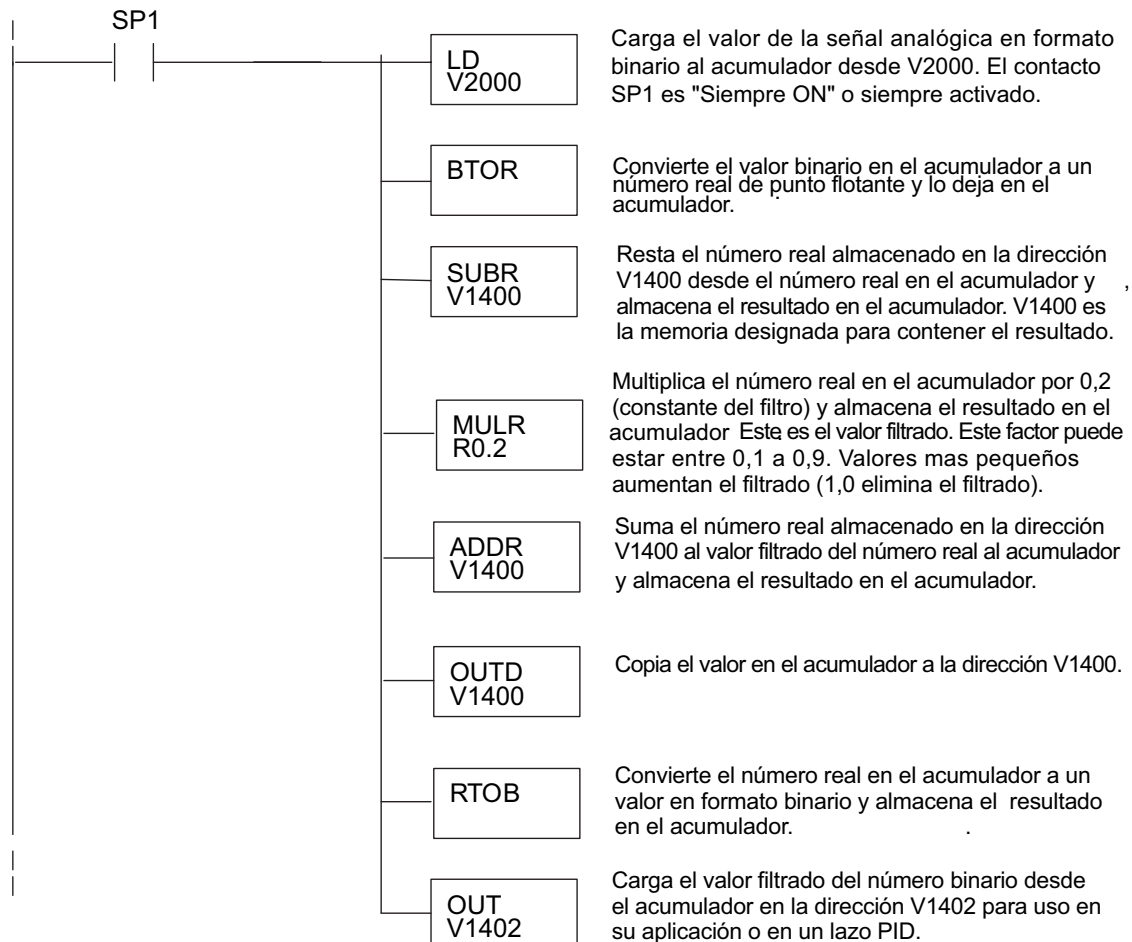 SP1
LD
V2000
Carga el valor de la señal analógica en formato
binario al acumulador desde V2000. El contacto
SP1 es "Siempre ON" o siempre activado.
BTOR
Convierte el valor binario en el acumulador a un
número real de punto flotante y lo deja en el
acumulador.
.
SUBR
V1400
Resta el número real almacenado en la dirección
V1400 desde el número real en el acumulador y ,
almacena el resultado en el acumulador. V1400 es
la memoria designada para contener el resultado.
MULR
R0.2
Multiplica el número real en el acumulador por 0,2
(constante del filtro) y almacena el resultado en el
acumulador Este. es el valor filtrado. Este factor puede
estar entre 0,1 a 0,9. Valores mas pequeños
aumentan el filtrado (1,0 elimina el filtrado).
ADDR
V1400
Suma el número real almacenado en la dirección
V1400 al valor filtrado del número real al acumulador
y almacena el resultado en el acumulador.
OUTD
V1400
Copia el valor en el acumulador a la dirección V1400.
RTOB
Convierte el número real en el acumulador a un
valor en formato binario y almacena el resultado
en el acumulador. .
OUT
V1402
Carga el valor filtrado del número binario desde
el acumulador en la dirección V1402 para uso en
su aplicación o en un lazo PID.